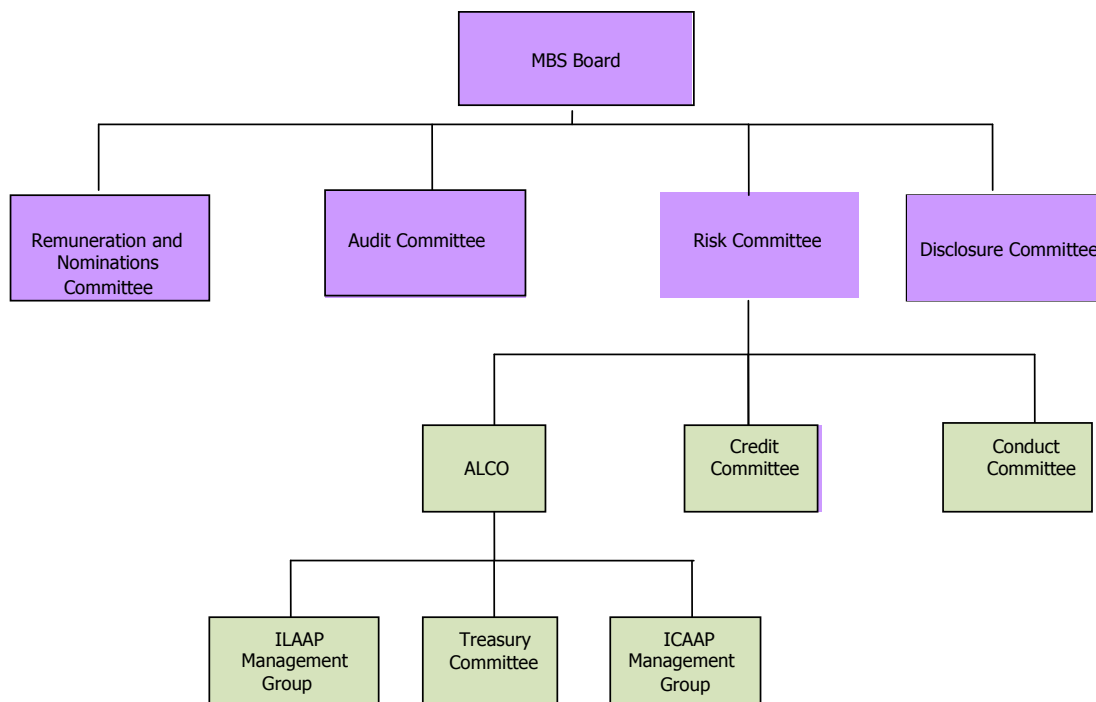 MBS Board
Remuneration and
Nominations
Committee
Audit Committee
Risk Committee
Disclosure Committee
ALCO
Credit
Committee
Conduct
Committee
ILAAP
Management
Group
Treasury
Committee
ICAAP
Management
Group